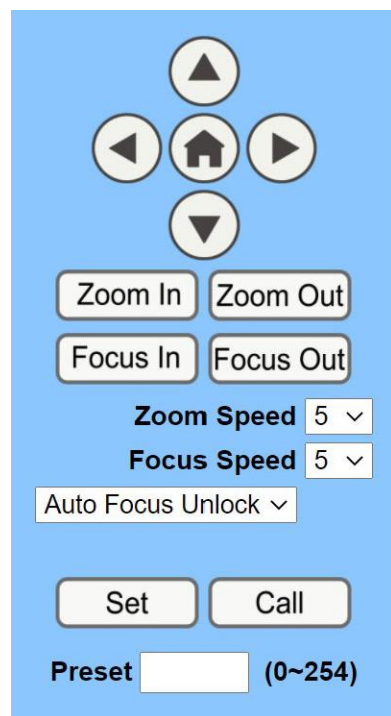 Zoom In Zoom Out
Focus In Focus Out
Zoom Speed 5
Focus Speed 5
Auto Focus Unlock
Set Call
Preset (0~254)